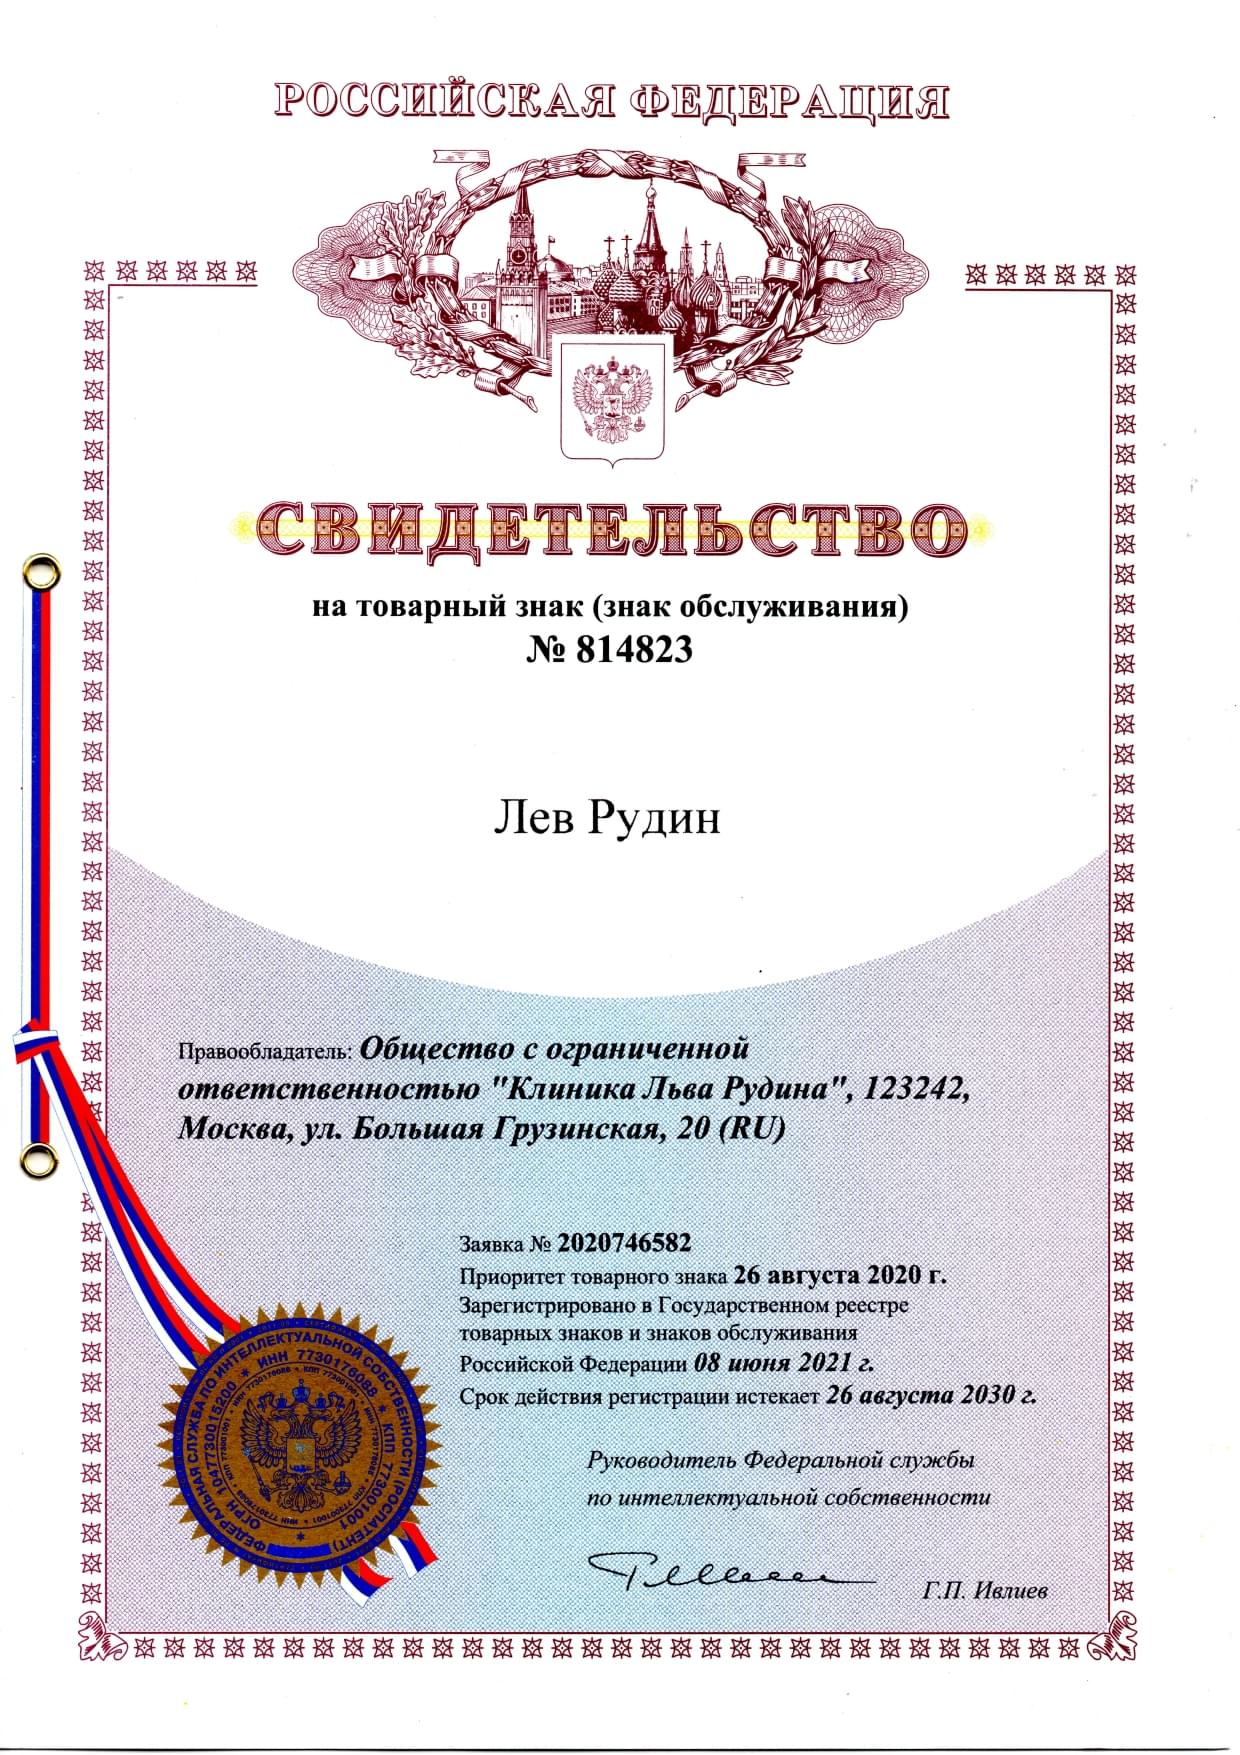 РОССИЙСКАЯ ФЕДЕРАЦИЯ
СВИДЕТЕЛЬСТВО
на товарный знак (знак обслуживания)
№ 814823
Лев Рудин
Правообладатель: Общество с ограниченной
ответственностью "Клиника Льва Рудина", 123242,
Москва, ул. Большая Грузинская, 20 (RU)
Заявка № 2020746582
Приоритет товарного знака 26 августа 2020 г.
Зарегистрировано в Государственном реестре
товарных знаков и знаков обслуживания
Российской Федерации 08 июня 2021 г.
Срок действия регистрации истекает 26 августа 2030 г.
Руководитель Федеральной службы
по интеллектуальной собственности
Г.П. Ивлиев
ФЕДЕРАЛЬНАЯ СЛУЖБА ПО ИНТЕЛЛЕКТУАЛЬНОЙ СОБСТВЕННОСТИ (РОСПАТЕНТ)
ОГРН 1047730015200 * ИНН 7730176088 * КПП 773001001 *